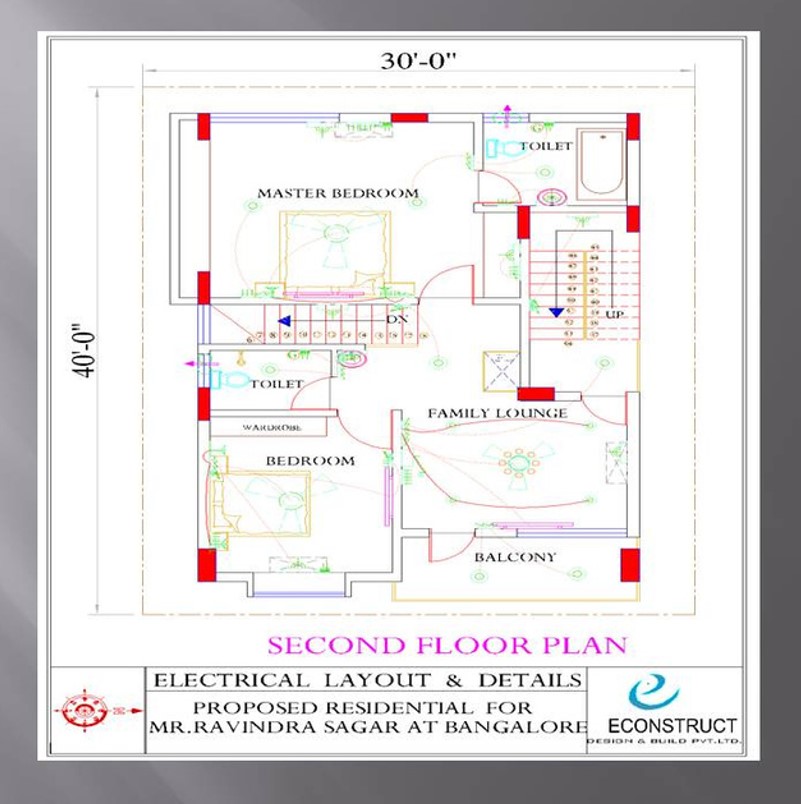 30'-0"
40'-0"
TOILET
MASTER BEDROOM
UP
DN
TOILET
FAMILY LOUNGE
WARDROBE
BEDROOM
BALCONY
SECOND FLOOR PLAN
ELECTRICAL LAYOUT & DETAILS
PROPOSED RESIDENTIAL FOR
MR.RAVINDRA SAGAR AT BANGALORE
ECONSTRUCT
DESIGN & BUILD PVT.LTD.